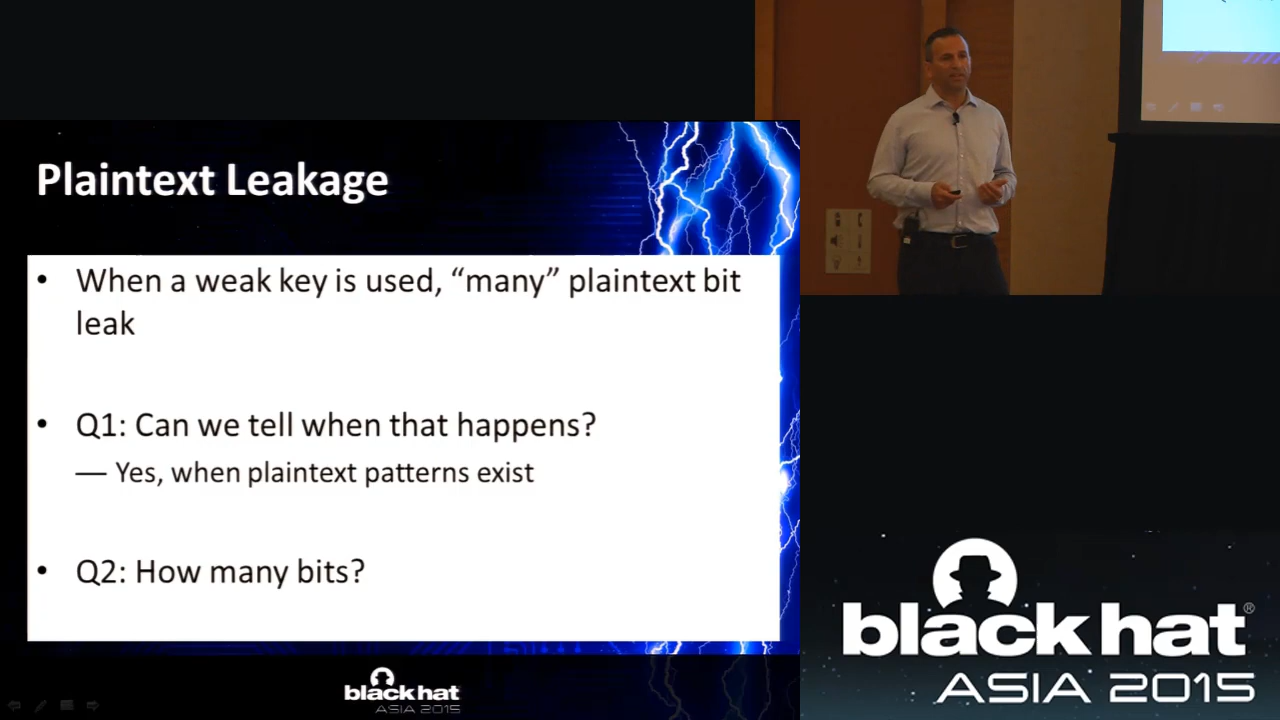 Plaintext Leakage
• When a weak key is used, “many” plaintext bit
leak
• Q1: Can we tell when that happens?
— Yes, when plaintext patterns exist
• Q2: How many bits?
black hat
ASIA 2015
black hat®
ASIA 2015